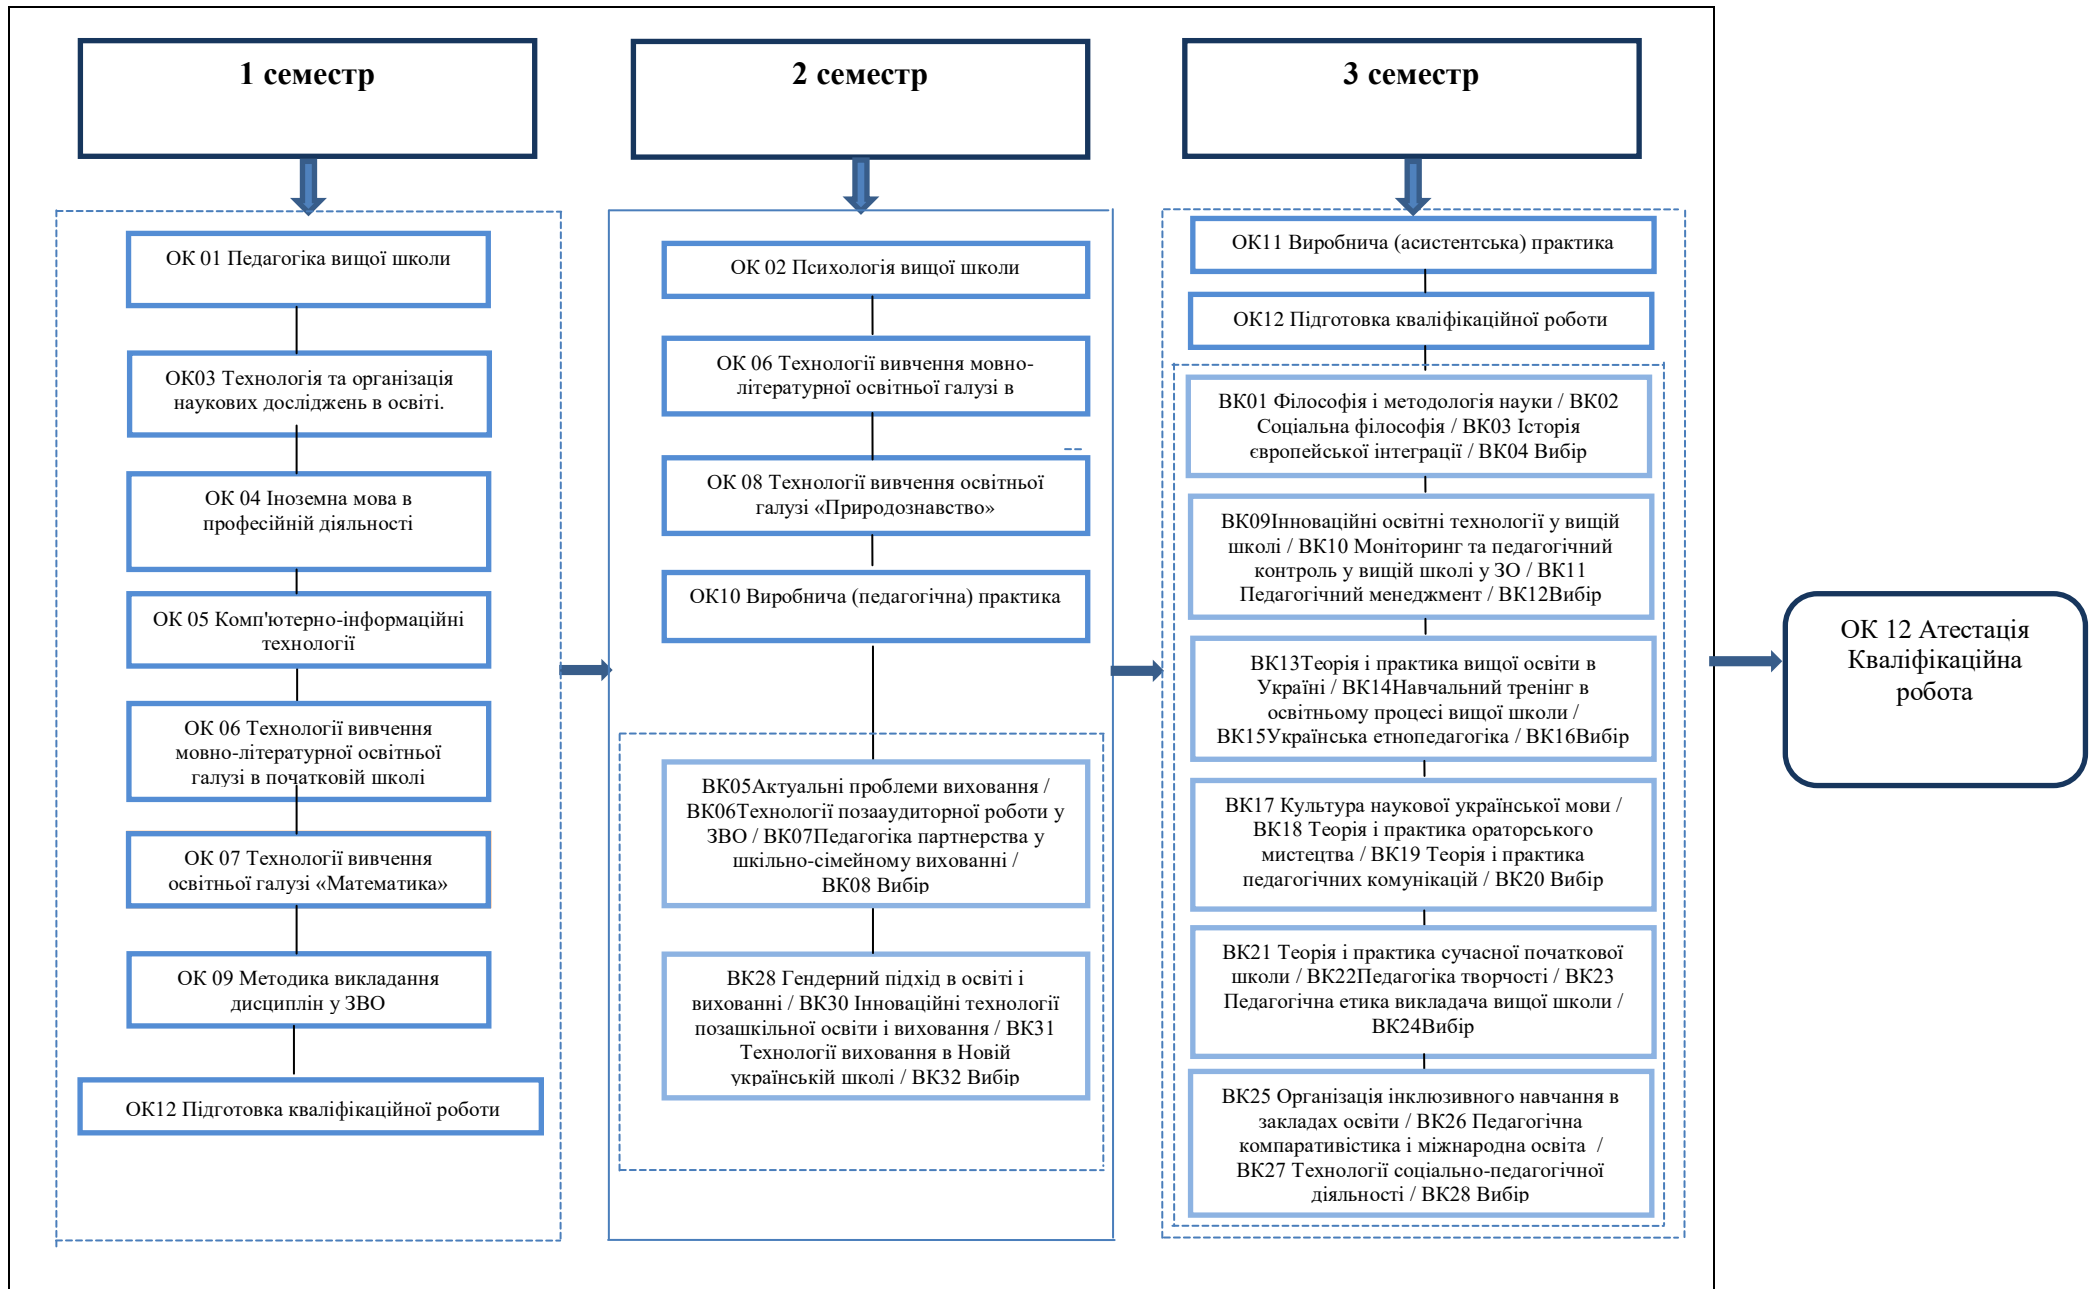 1 семестр
ОК 01 Педагогіка вищої школи
ОК03 Технологія та організація
наукових досліджень в освіті.
ОК 04 Іноземна мова в
професійній діяльності
ОК 05 Комп'ютерно-інформаційні
технології
ОК 06 Технології вивчення
мовно-літературної освітньої
галузі в початковій школі
ОК 07 Технології вивчення
освітньої галузі «Математика»
ОК 09 Методика викладання
дисциплін у ЗВО
ОК12 Підготовка кваліфікаційної роботи
2 семестр
ОК 02 Психологія вищої школи
ОК 06 Технології вивчення мовно-
літературної освітньої галузі в
ОК 08 Технології вивчення освітньої
галузі «Природознавство»
ОК10 Виробнича (педагогічна) практика
ВК05Актуальні проблеми виховання /
ВК06Технології позааудиторної роботи у
ЗВО / ВК07Педагогіка партнерства у
шкільно-сімейному вихованні /
ВК08 Вибір
ВК28 Гендерний підхід в освіті і
вихованні / ВК30 Інноваційні технології
позашкільної освіти і виховання / ВК31
Технології виховання в Новій
українській школі / ВК32 Вибір
3 семестр
ОК11 Виробнича (асистентська) практика
ОК12 Підготовка кваліфікаційної роботи
ВК01 Філософія і методологія науки / ВК02
Соціальна філософія / ВК03 Історія
європейської інтеграції / ВК04 Вибір
ВК09Інноваційні освітні технології у вищій
школі / ВК10 Моніторинг та педагогічний
контроль у вищій школі у ЗО / ВК11
Педагогічний менеджмент / ВК12Вибір
ВК13Теорія і практика вищої освіти в
Україні / ВК14Навчальний тренінг в
освітньому процесі вищої школи /
ВК15Українська етнопедагогіка / ВК16Вибір
ВК17 Культура наукової української мови /
ВК18 Теорія і практика ораторського
мистецтва / ВК19 Теорія і практика
педагогічних комунікацій / ВК20 Вибір
ВК21 Теорія і практика сучасної початкової
школи / ВК22Педагогіка творчості / ВК23
Педагогічна етика викладача вищої школи /
ВК24Вибір
ВК25 Організація інклюзивного навчання в
закладах освіти / ВК26 Педагогічна
компаративістика і міжнародна освіта /
ВК27 Технології соціально-педагогічної
діяльності / ВК28 Вибір
ОК 12 Атестація
Кваліфікаційна
робота